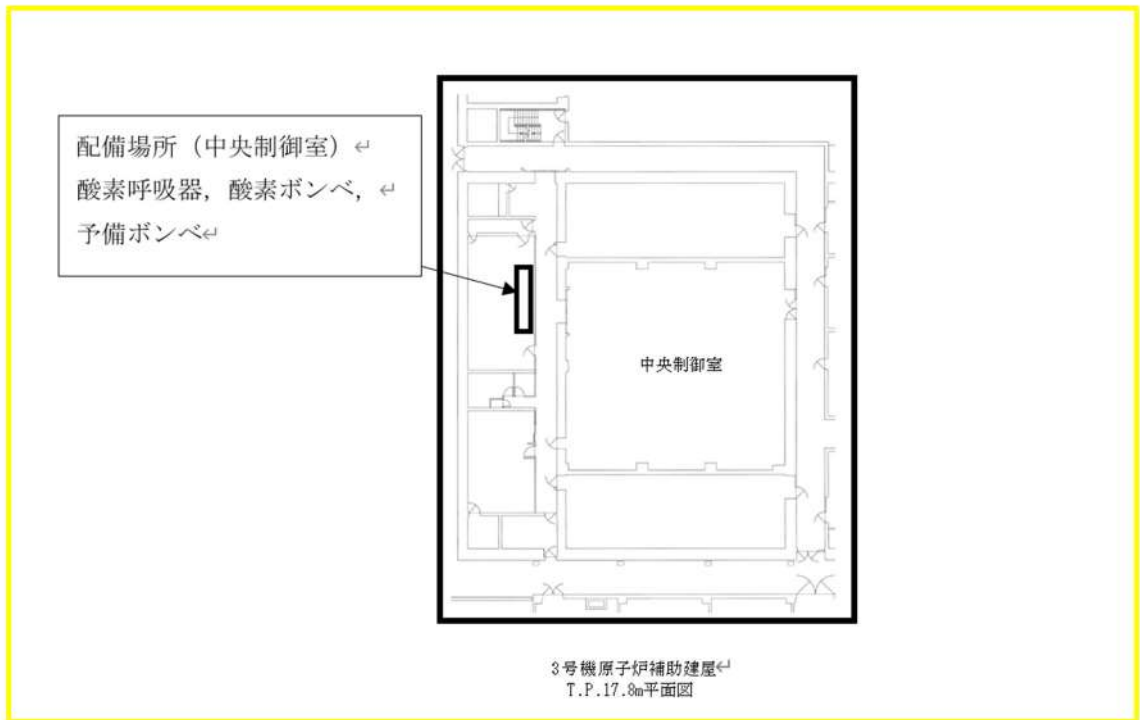 配備場所（中央制御室）↵
酸素呼吸器，酸素ボンベ，↵
予備ボンベ↵
中央制御室
3号機原子炉補助建屋↵
T.P.17.8m平面図